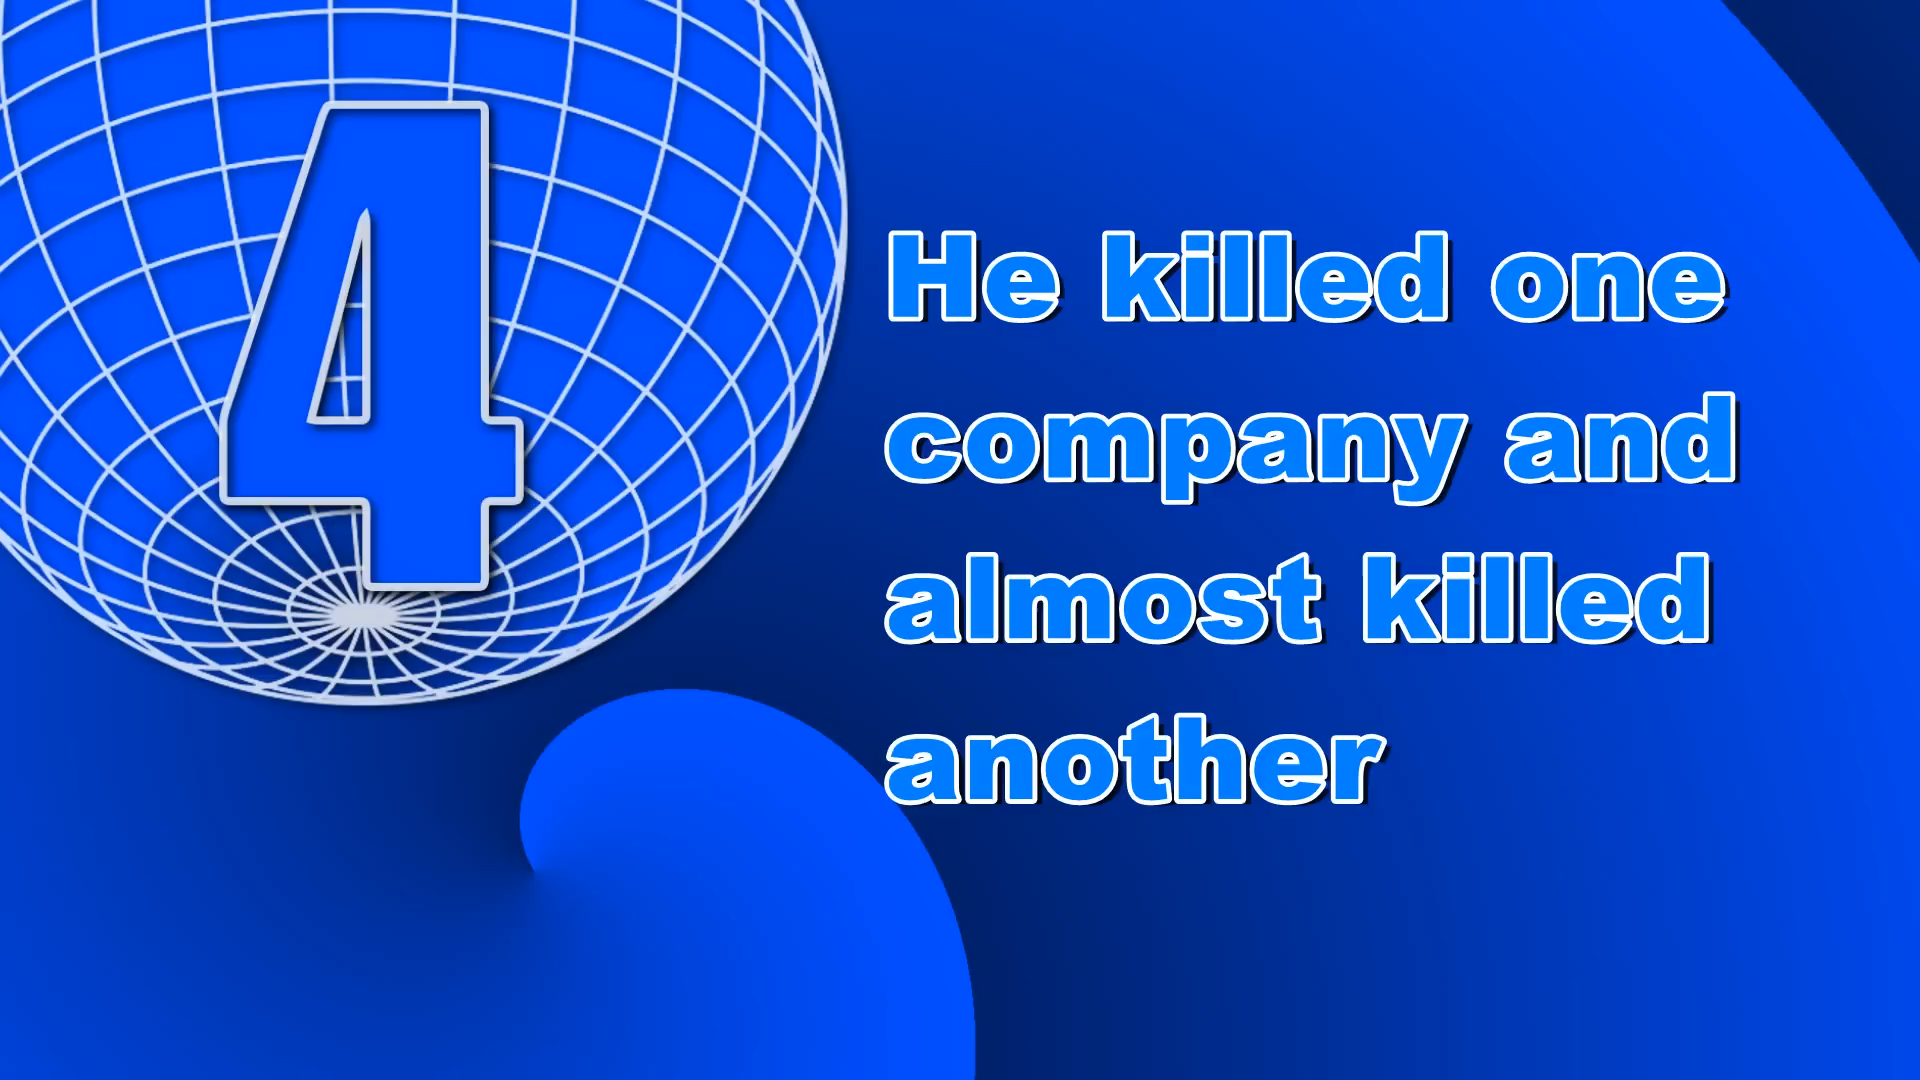 4
He killed one
company and
almost killed
another